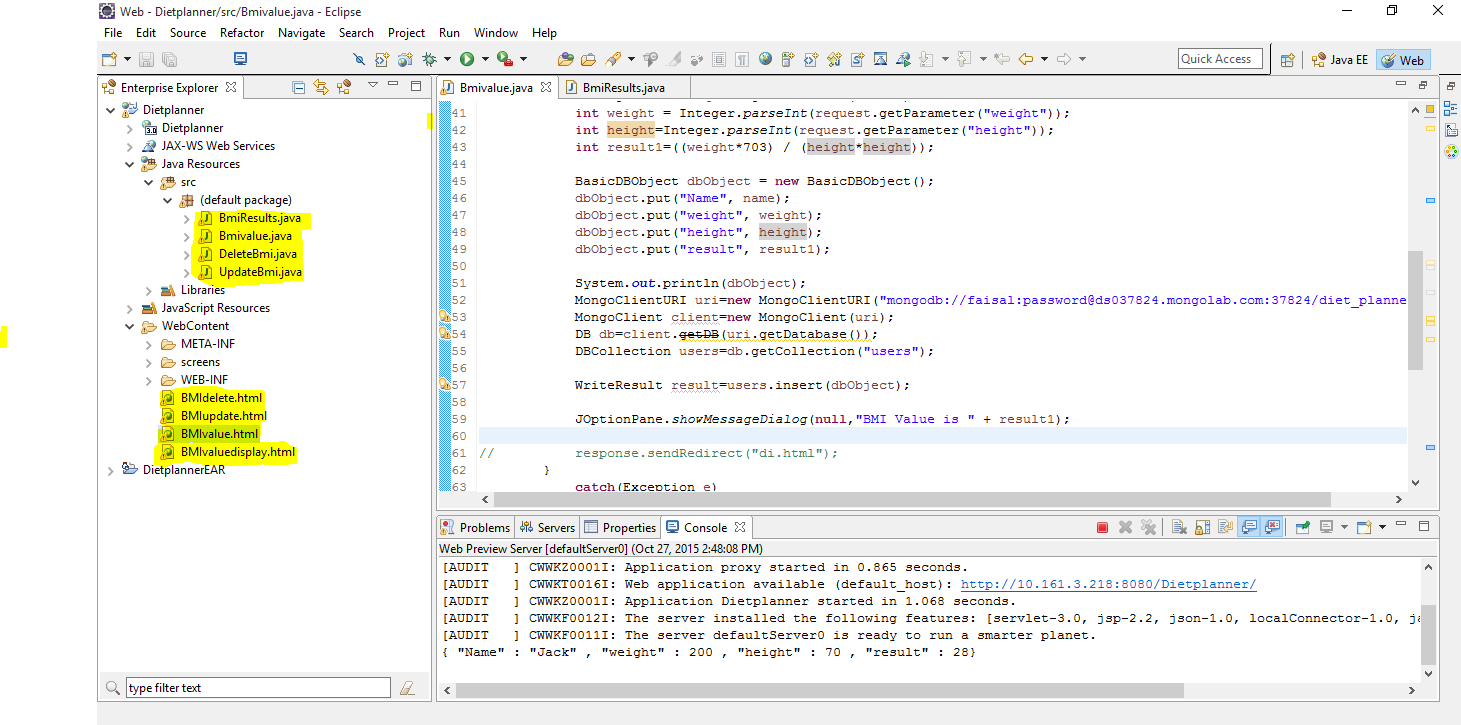 Web - Dietplanner/src/Bmivalue.java - Eclipse
File Edit Source Refactor Navigate Search Project Run Window Help
Quick Access
Java EE
Web
Enterprise Explorer
Dietplanner
Dietplanner
JAX-WS Web Services
Java Resources
src
(default package)
BmiResults.java
Bmivalue.java
DeleteBmi.java
UpdateBmi.java
Libraries
JavaScript Resources
WebContent
META-INF
screens
WEB-INF
BMIdelete.html
BMIupdate.html
BMIvalue.html
BMIvaluedisplay.html
DietplannerEAR
type filter text
Bmivalue.java BmiResults.java
41 int weight = Integer.parseInt(request.getParameter("weight"));
42 int height=Integer.parseInt(request.getParameter("height"));
43 int result1=((weight*703) / (height*height));
44
45 BasicDBObject dbObject = new BasicDBObject();
46 dbObject.put("Name", name);
47 dbObject.put("weight", weight);
48 dbObject.put("height", height);
49 dbObject.put("result", result1);
50
51 System.out.println(dbObject);
52 MongoClientURI uri=new MongoClientURI("mongodb://faisal:password@ds037824.mongolab.com:37824/diet_planne
53 MongoClient client=new MongoClient(uri);
54 DB db=client.getDB(uri.getDatabase());
55 DBCollection users=db.getCollection("users");
57 WriteResult result=users.insert(dbObject);
58
59 JOptionPane.showMessageDialog(null,"BMI Value is " + result1);
60
61 // response.sendRedirect("di.html");
62 }
63 catch(Exception e)
Problems Servers Properties Console
Web Preview Server [defaultServer0] (Oct 27, 2015 2:48:08 PM)
[AUDIT ] CWWKZ0001I: Application proxy started in 0.865 seconds.
[AUDIT ] CWWKT0016I: Web application available (default_host): http://10.161.3.218:8080/Dietplanner/
[AUDIT ] CWWKZ0001I: Application Dietplanner started in 1.068 seconds.
[AUDIT ] CWWKF0012I: The server installed the following features: [servlet-3.0, jsp-2.2, json-1.0, localConnector-1.0, ja
[AUDIT ] CWWKF0011I: The server defaultServer0 is ready to run a smarter planet.
{ "Name" : "Jack" , "weight" : 200 , "height" : 70 , "result" : 28}